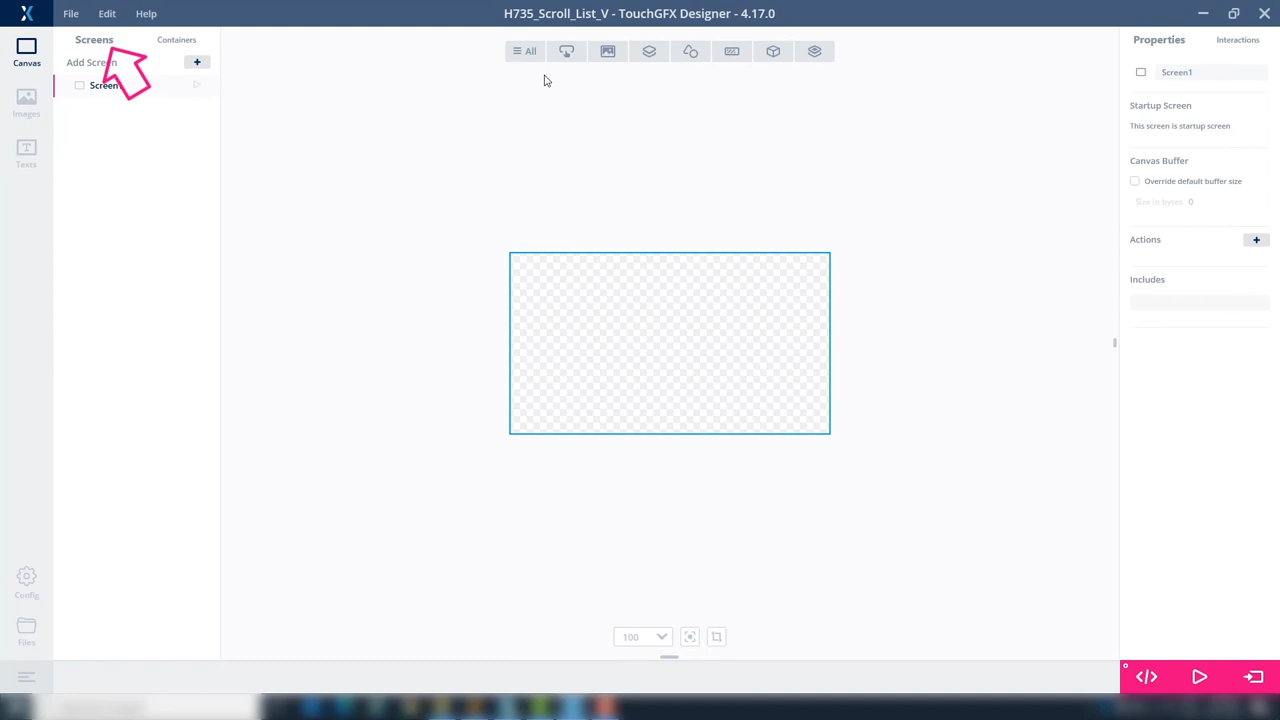 File Edit Help
H735_Scroll_List_V - TouchGFX Designer - 4.17.0
Canvas
Images
Texts
Config
Files
Screens Containers
Add Screen +
Screen
All
100
Properties Interactions
Screen1
Startup Screen
This screen is startup screen
Canvas Buffer
Override default buffer size
Size in bytes 0
Actions +
Includes